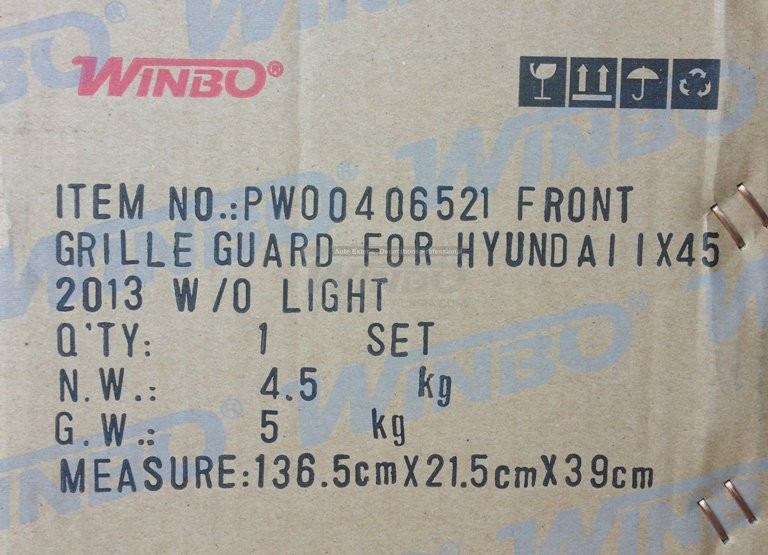 WINBO®
ITEM NO.:PW00406521 FRONT
GRILLE GUARD FOR HYUNDAI IX45
2013 W/O LIGHT
Q'TY: 1 SET
N.W.: 4.5 kg
G.W.: 5 kg
MEASURE:136.5cmX21.5cmX39cm